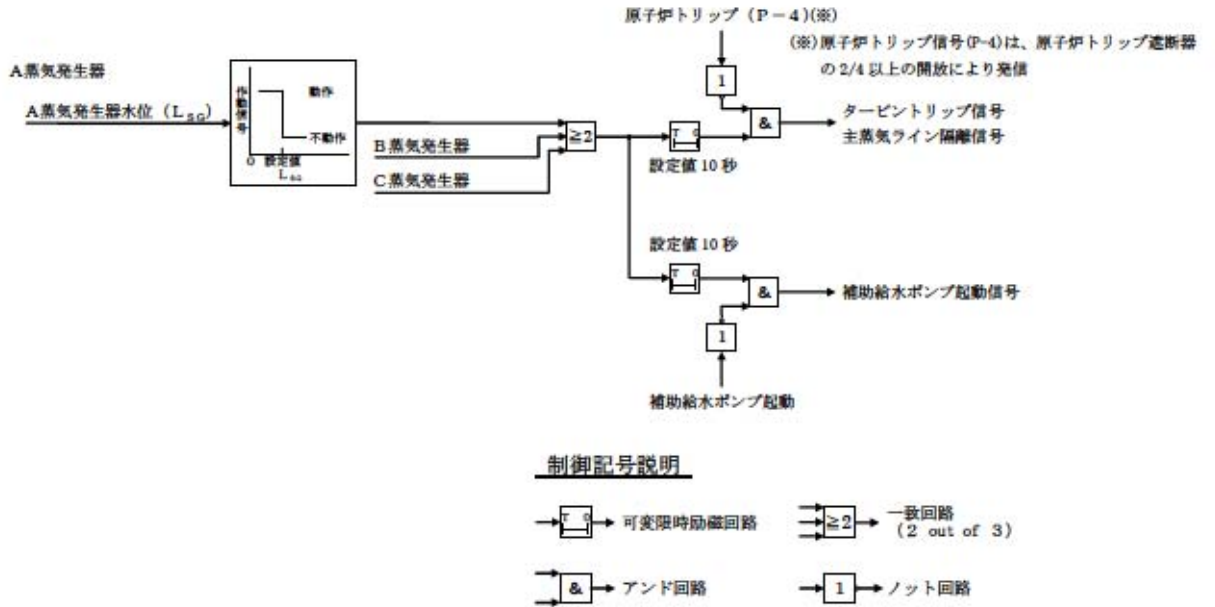 原子炉トリップ (P-4)(※)
(※)原子炉トリップ信号(P-4)は、原子炉トリップ遮断器
の2/4以上の開放により発信
A蒸気発生器
A蒸気発生器水位 (LSG)
動作
不動作
0 設定値
LSG
B蒸気発生器
C蒸気発生器
≧2
1
T 0
&
設定値 10 秒
タービントリップ信号
主蒸気ライン隔離信号
設定値 10 秒
T 0
&
補助給水ポンプ起動信号
1
補助給水ポンプ起動
制御記号説明
T 0
可変限時励磁回路
≧2
一致回路
(2 out of 3)
&
アンド回路
1
ノット回路